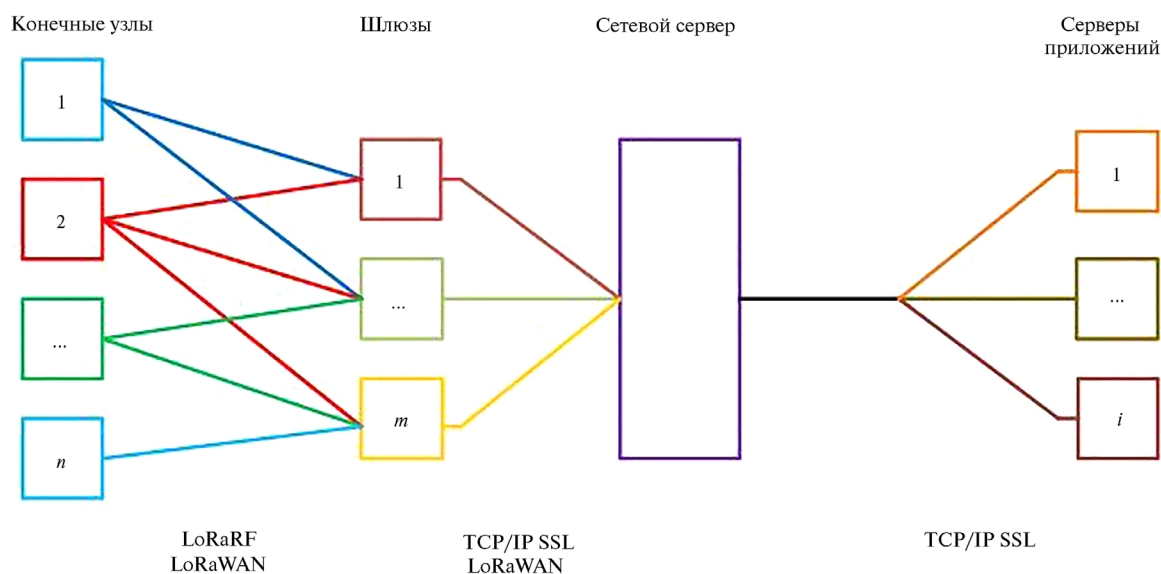 Конечные узлы
Шлюзы
Сетевой сервер
Серверы
приложений
1
2
...
n
1
...
m
1
...
i
LoRaRF
LoRaWAN
TCP/IP SSL
LoRaWAN
TCP/IP SSL